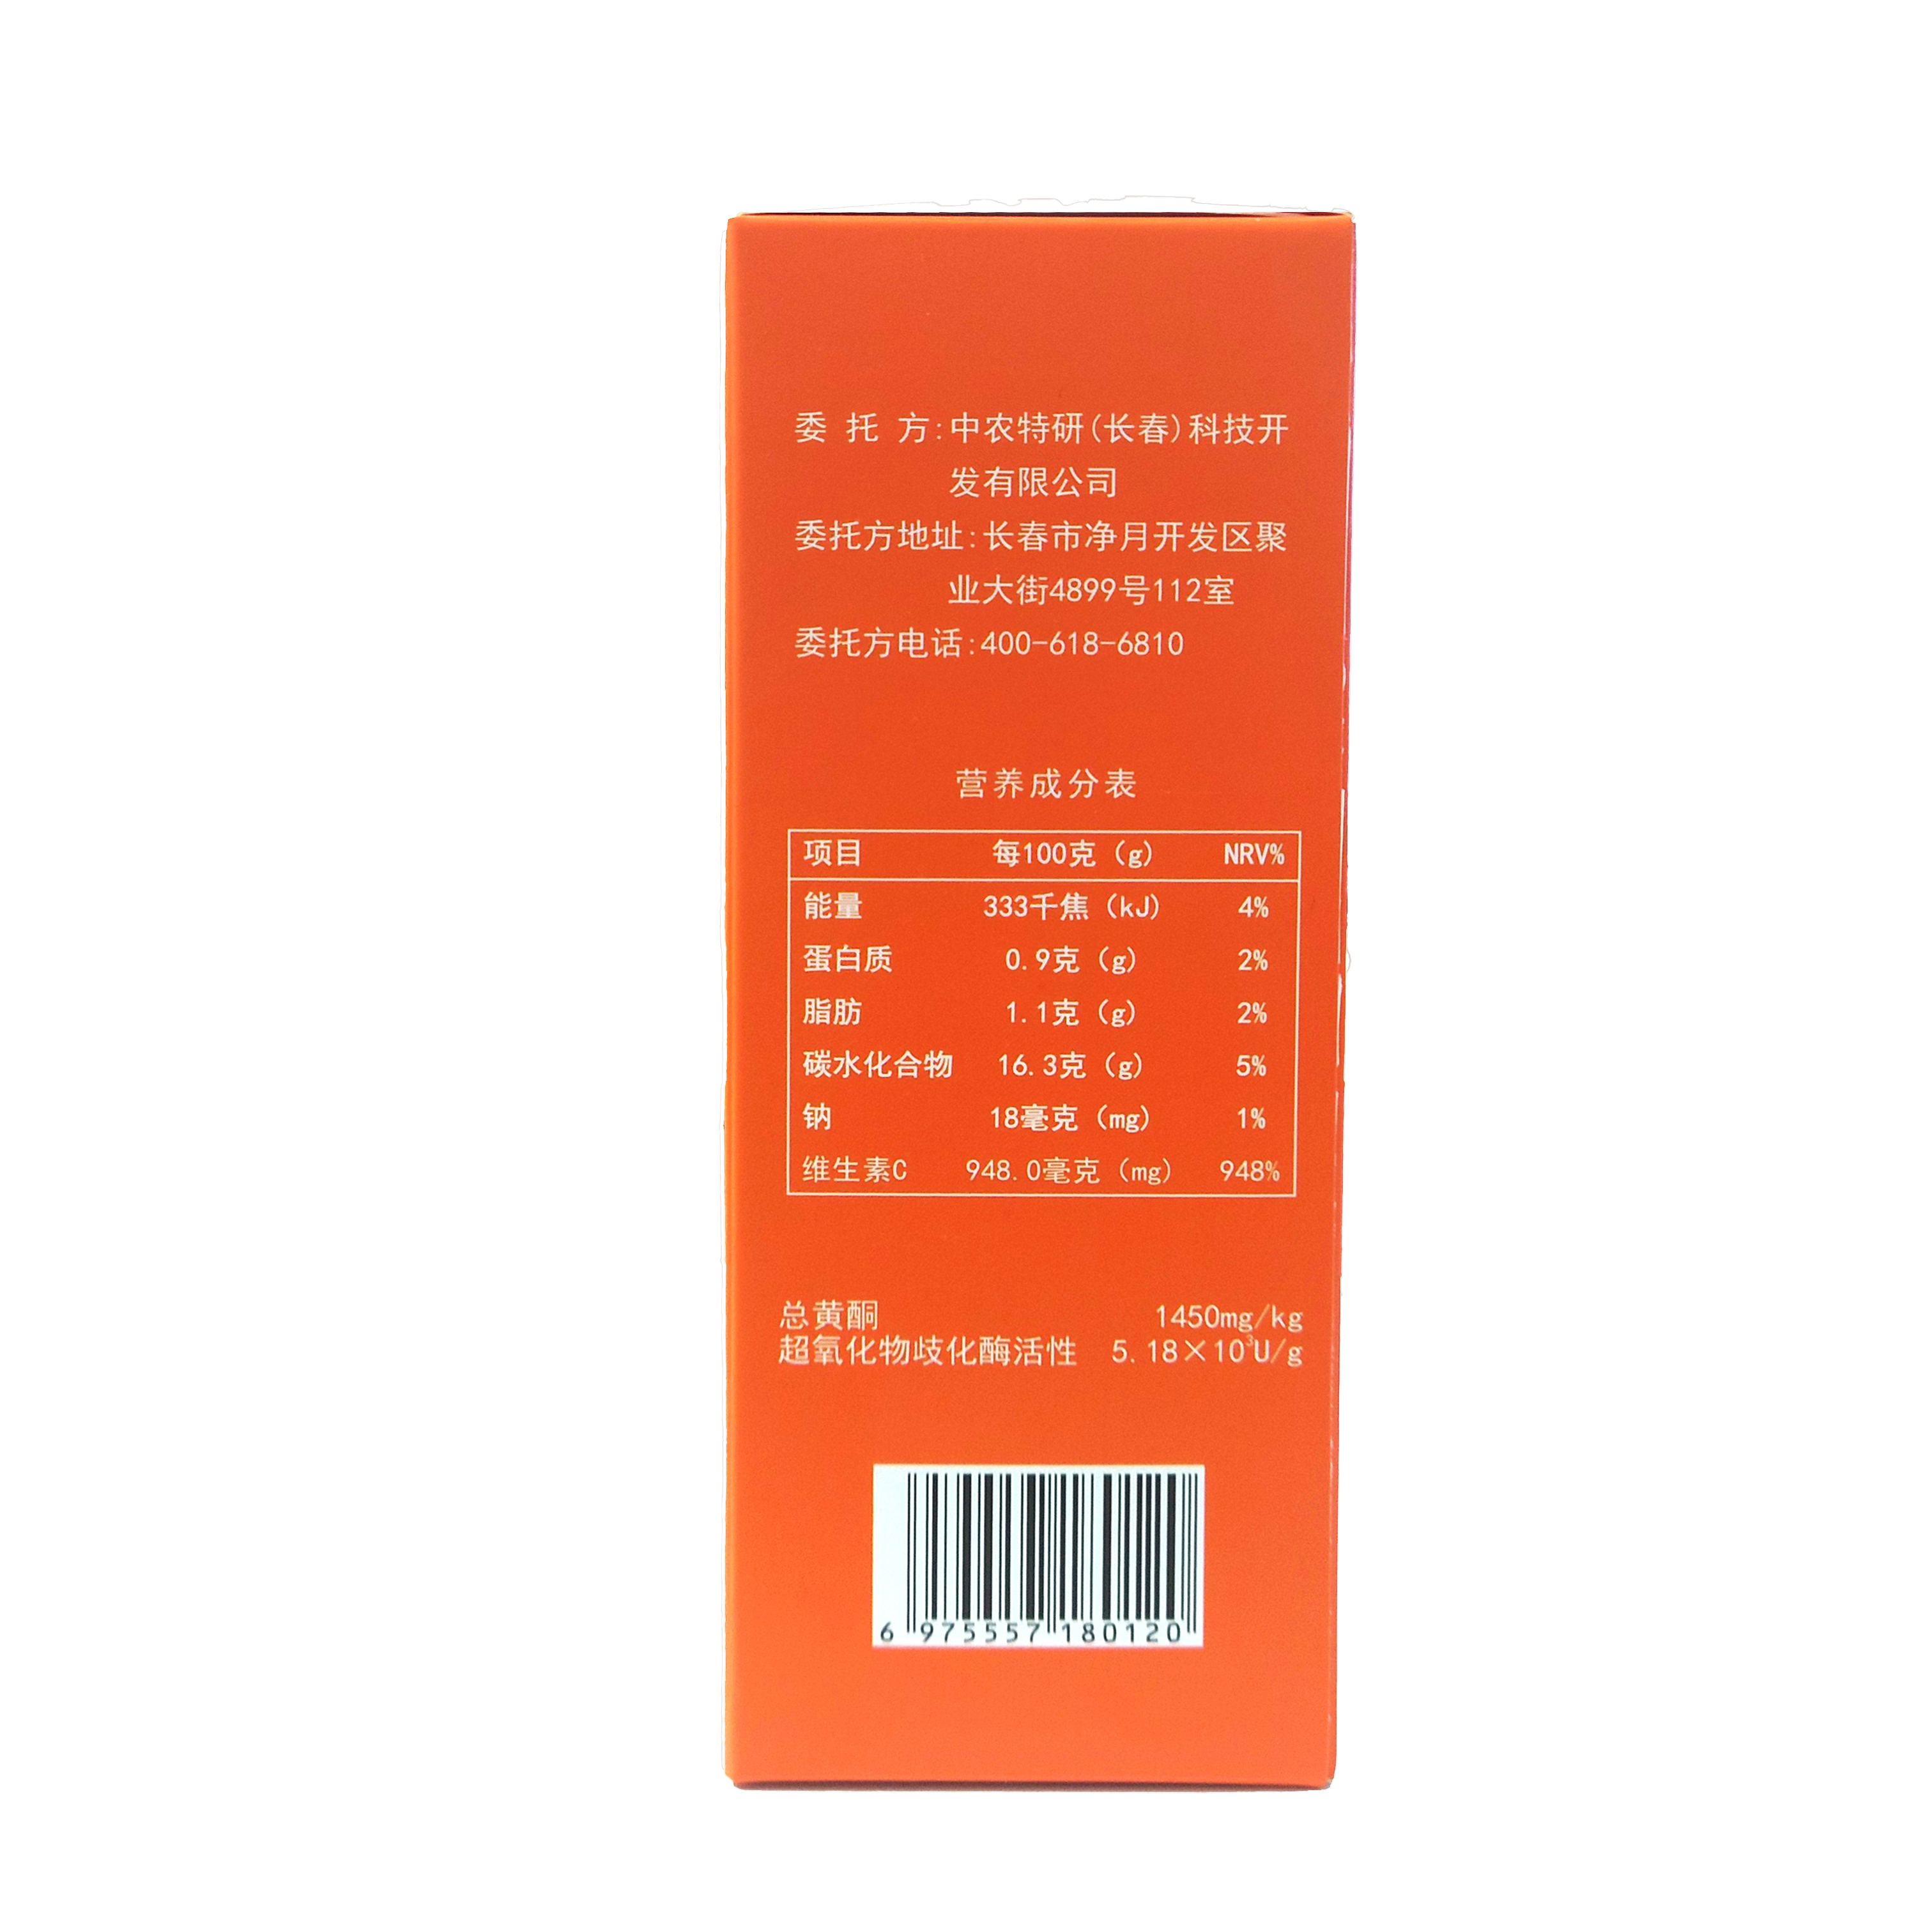 委 托 方:中农特研(长春)科技开
发有限公司
委托方地址:长春市净月开发区聚
业大街4899号112室
委托方电话:400-618-6810
营养成分表
项目 每100克（g） NRV%
能量 333千焦（kJ） 4%
蛋白质 0.9克（g） 2%
脂肪 1.1克（g） 2%
碳水化合物 16.3克（g） 5%
钠 18毫克（mg） 1%
维生素C 948.0毫克（mg） 948%
总黄酮 1450mg/kg
超氧化物歧化酶活性 5.18×10³U/g
6 975557 180120